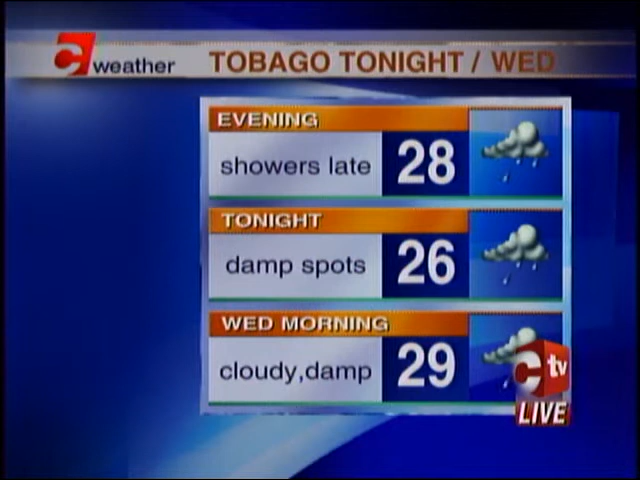 C weather TOBAGO TONIGHT / WED
EVENING
showers late 28
TONIGHT
damp spots 26
WED MORNING
cloudy,damp 29
C tv
LIVE